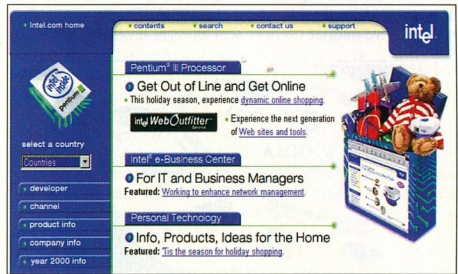 Intel.com home
contents
search
contact us
support
intel
intel inside
pentium III
select a country
Countries
developer
channel
product info
company info
year 2000 info
Pentium® III Processor
Get Out of Line and Get Online
This holiday season, experience dynamic online shopping.
intel WebOutfitter
Service
Experience the next generation
of Web sites and tools.
Intel® e-Business Center
For IT and Business Managers
Featured: Working to enhance network management.
Personal Technology
Info, Products, Ideas for the Home
Featured: 'Tis the season for holiday shopping.